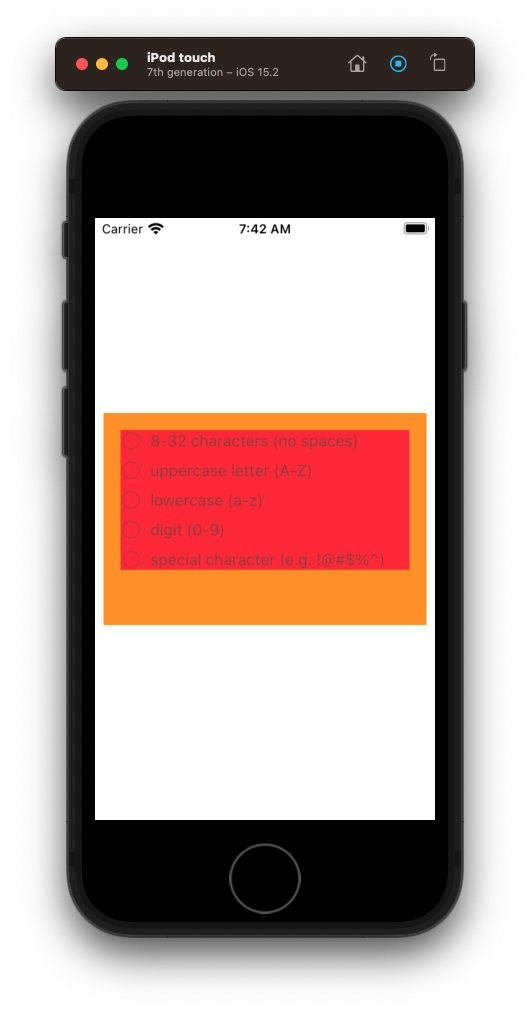 iPod touch
7th generation – iOS 15.2
Carrier 7:42 AM
8-32 characters (no spaces)
uppercase letter (A-Z)
lowercase (a-z)
digit (0-9)
special character (e.g. !@#$%^)